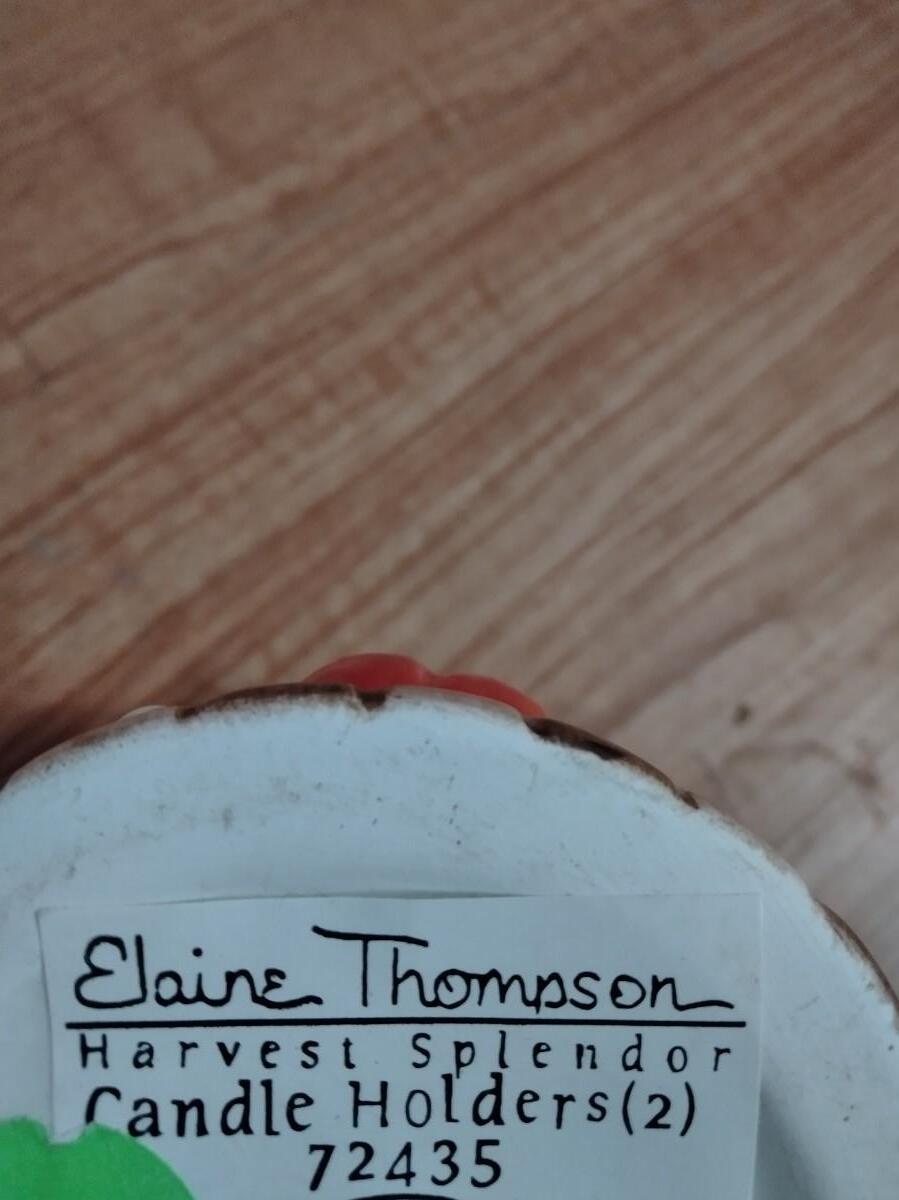 Elaine Thompson
Harvest Splendor
Candle Holders(2)
72435